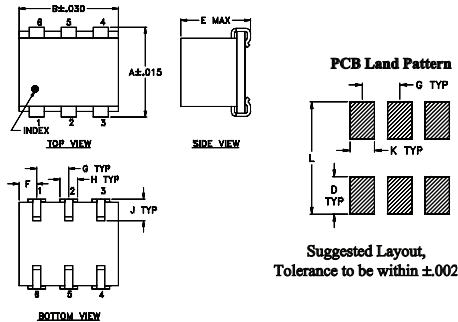 B±.030
6 5 4
A±.015
INDEX
1 2 3
TOP VIEW
E MAX
SIDE VIEW
PCB Land Pattern
G TYP
L
K TYP
D
TYP
Suggested Layout,
Tolerance to be within ±.002
G TYP
H TYP
F
1 2 3
J TYP
6 5 4
BOTTOM VIEW